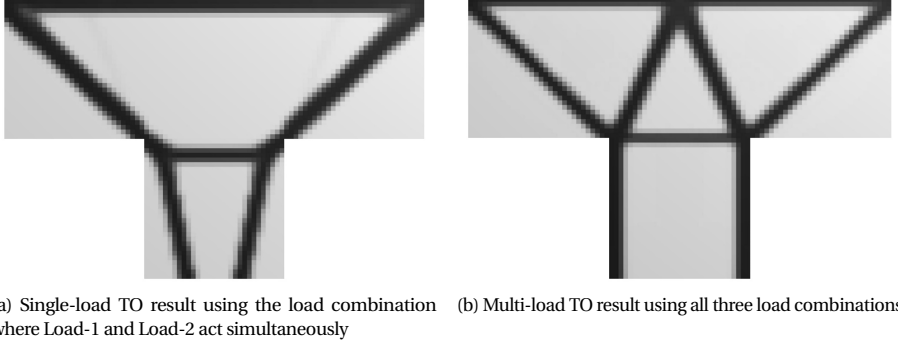 a) Single-load TO result using the load combination
where Load-1 and Load-2 act simultaneously
(b) Multi-load TO result using all three load combinations